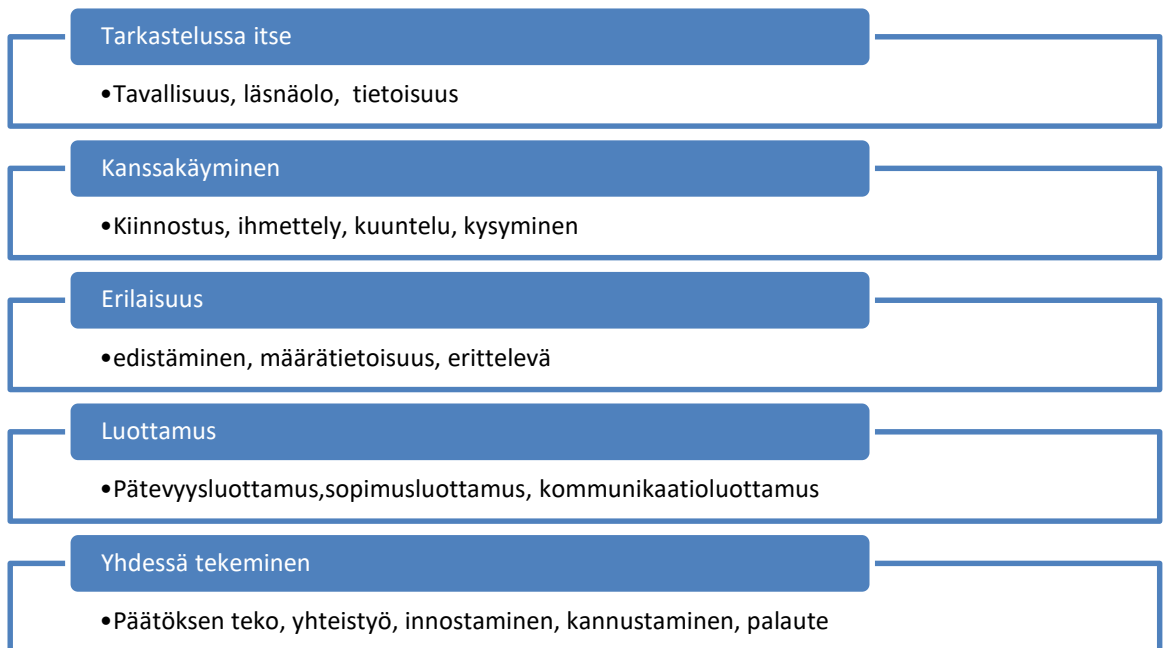 Tarkastelussa itse
•Tavallisuus, läsnäolo,  tietoisuus
Kanssakäyminen
•Kiinnostus, ihmettely, kuuntelu, kysyminen
Erilaisuus
•edistäminen, määrätietoisuus, erittelevä
Luottamus
•Pätevyysluottamus,sopimusluottamus, kommunikaatioluottamus
Yhdessä tekeminen
•Päätöksen teko, yhteistyö, innostaminen, kannustaminen, palaute